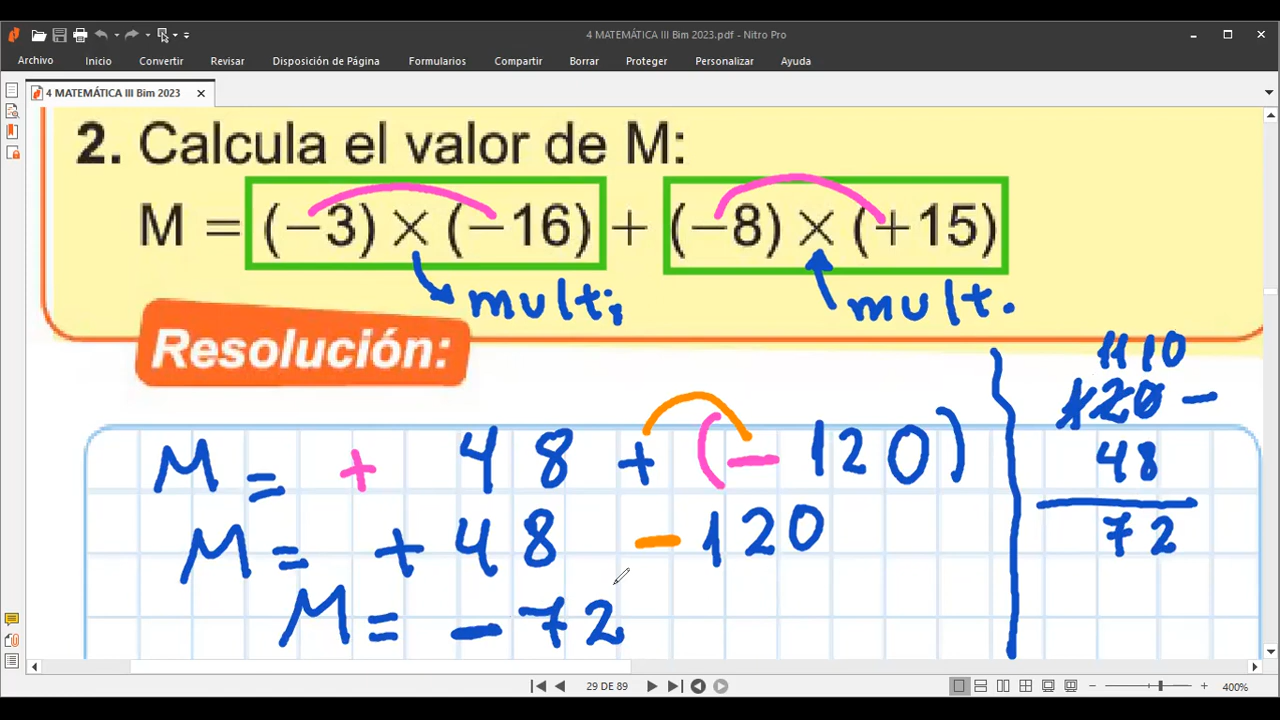 4 MATEMÁTICA III Bim 2023.pdf - Nitro Pro
Archivo Inicio Convertir Revisar Disposición de Página Formularios Compartir Borrar Proteger Personalizar Ayuda
4 MATEMÁTICA III Bim 2023
2. Calcula el valor de M:
M = (−3) × (−16) + (−8) × (+15)
multi
mult.
Resolución:
M = + 48 + (− 120)
M = + 48 − 120
M = − 72
11 10
120 −
48
72
29 DE 89
400%